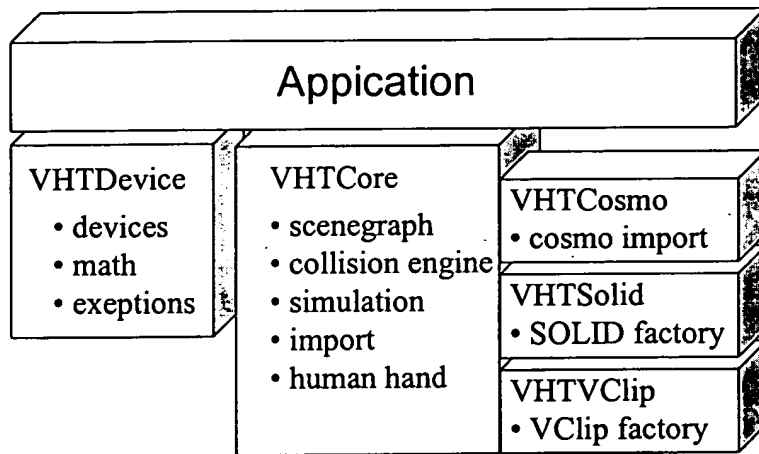 Appication
VHTDevice
• devices
• math
• exeptions
VHTCore
• scenegraph
• collision engine
• simulation
• import
• human hand
VHTCosmo
• cosmo import
VHTSolid
• SOLID factory
VHTVClip
• VClip factory